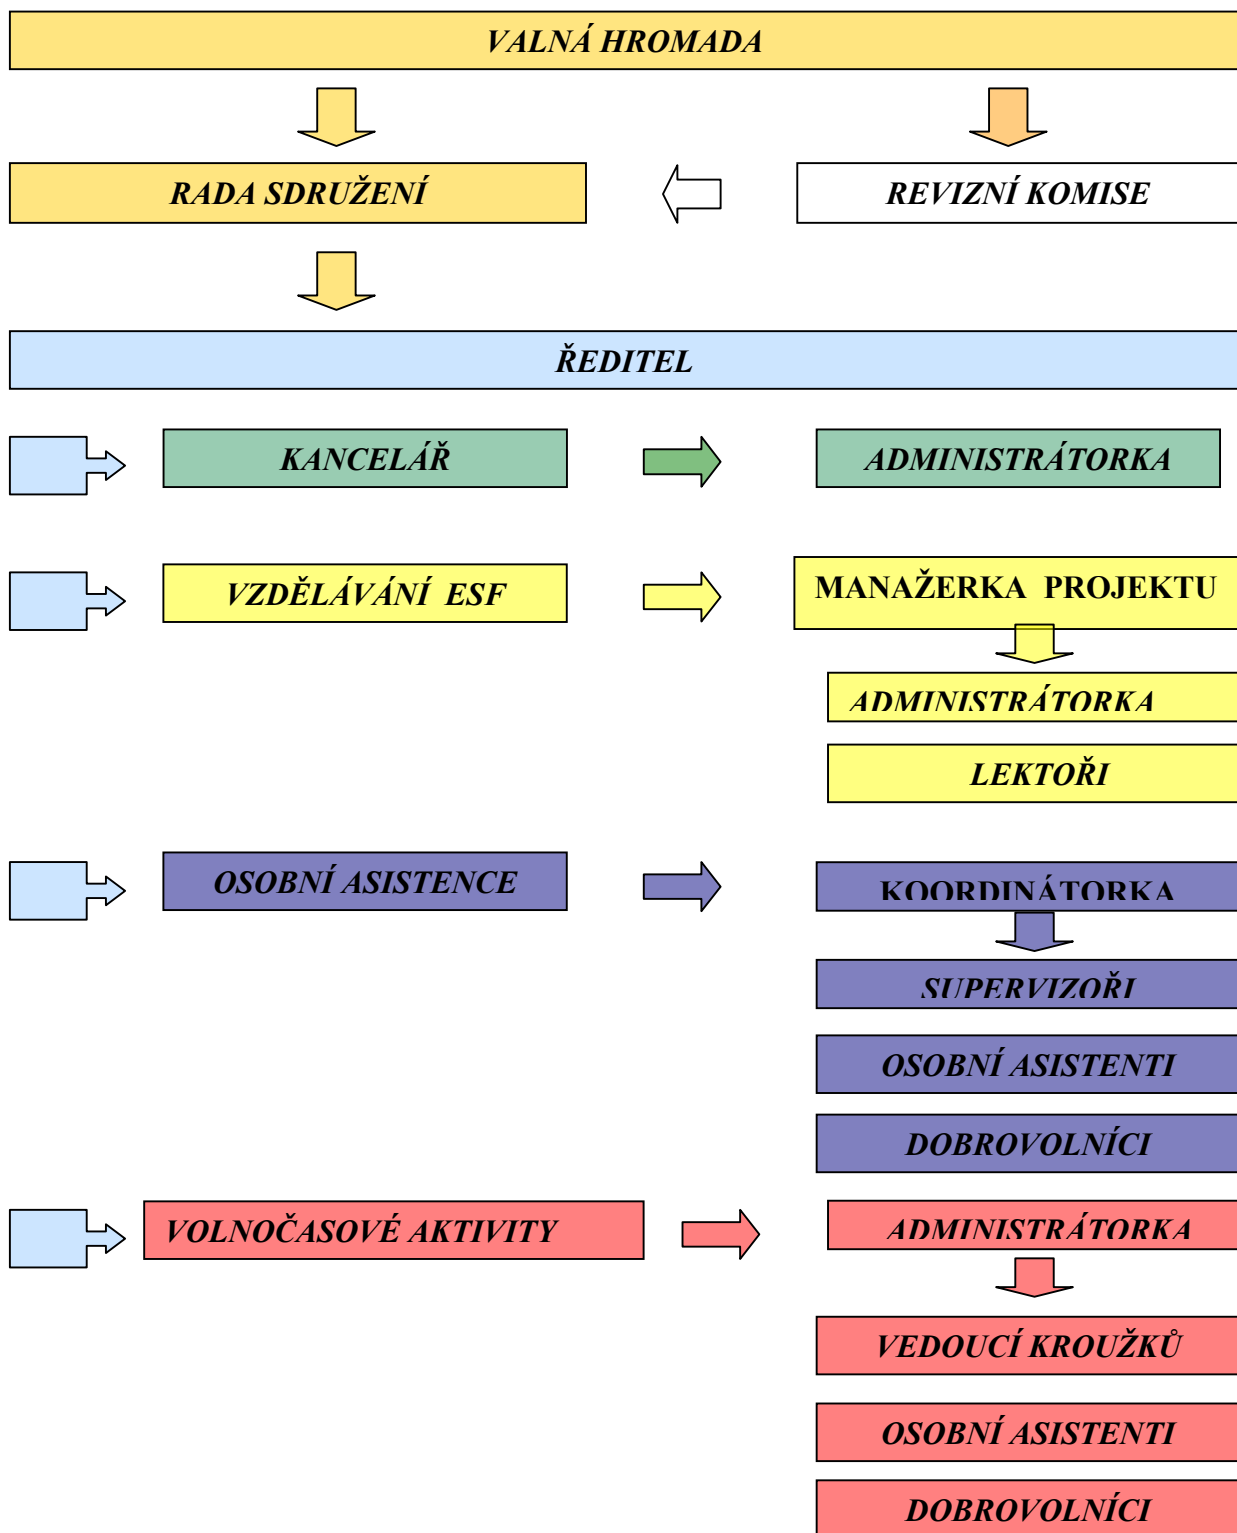 VALNÁ HROMADA
RADA SDRUŽENÍ
REVIZNÍ KOMISE
ŘEDITEL
KANCELÁŘ
ADMINISTRÁTORKA
VZDĚLÁVÁNÍ ESF
MANAŽERKA PROJEKTU
ADMINISTRÁTORKA
LEKTOŘI
OSOBNÍ ASISTENCE
KOORDINÁTORKA
SUPERVIZOŘI
OSOBNÍ ASISTENTI
DOBROVOLNÍCI
VOLNOČASOVÉ AKTIVITY
ADMINISTRÁTORKA
VEDOUCÍ KROUŽKŮ
OSOBNÍ ASISTENTI
DOBROVOLNÍCI